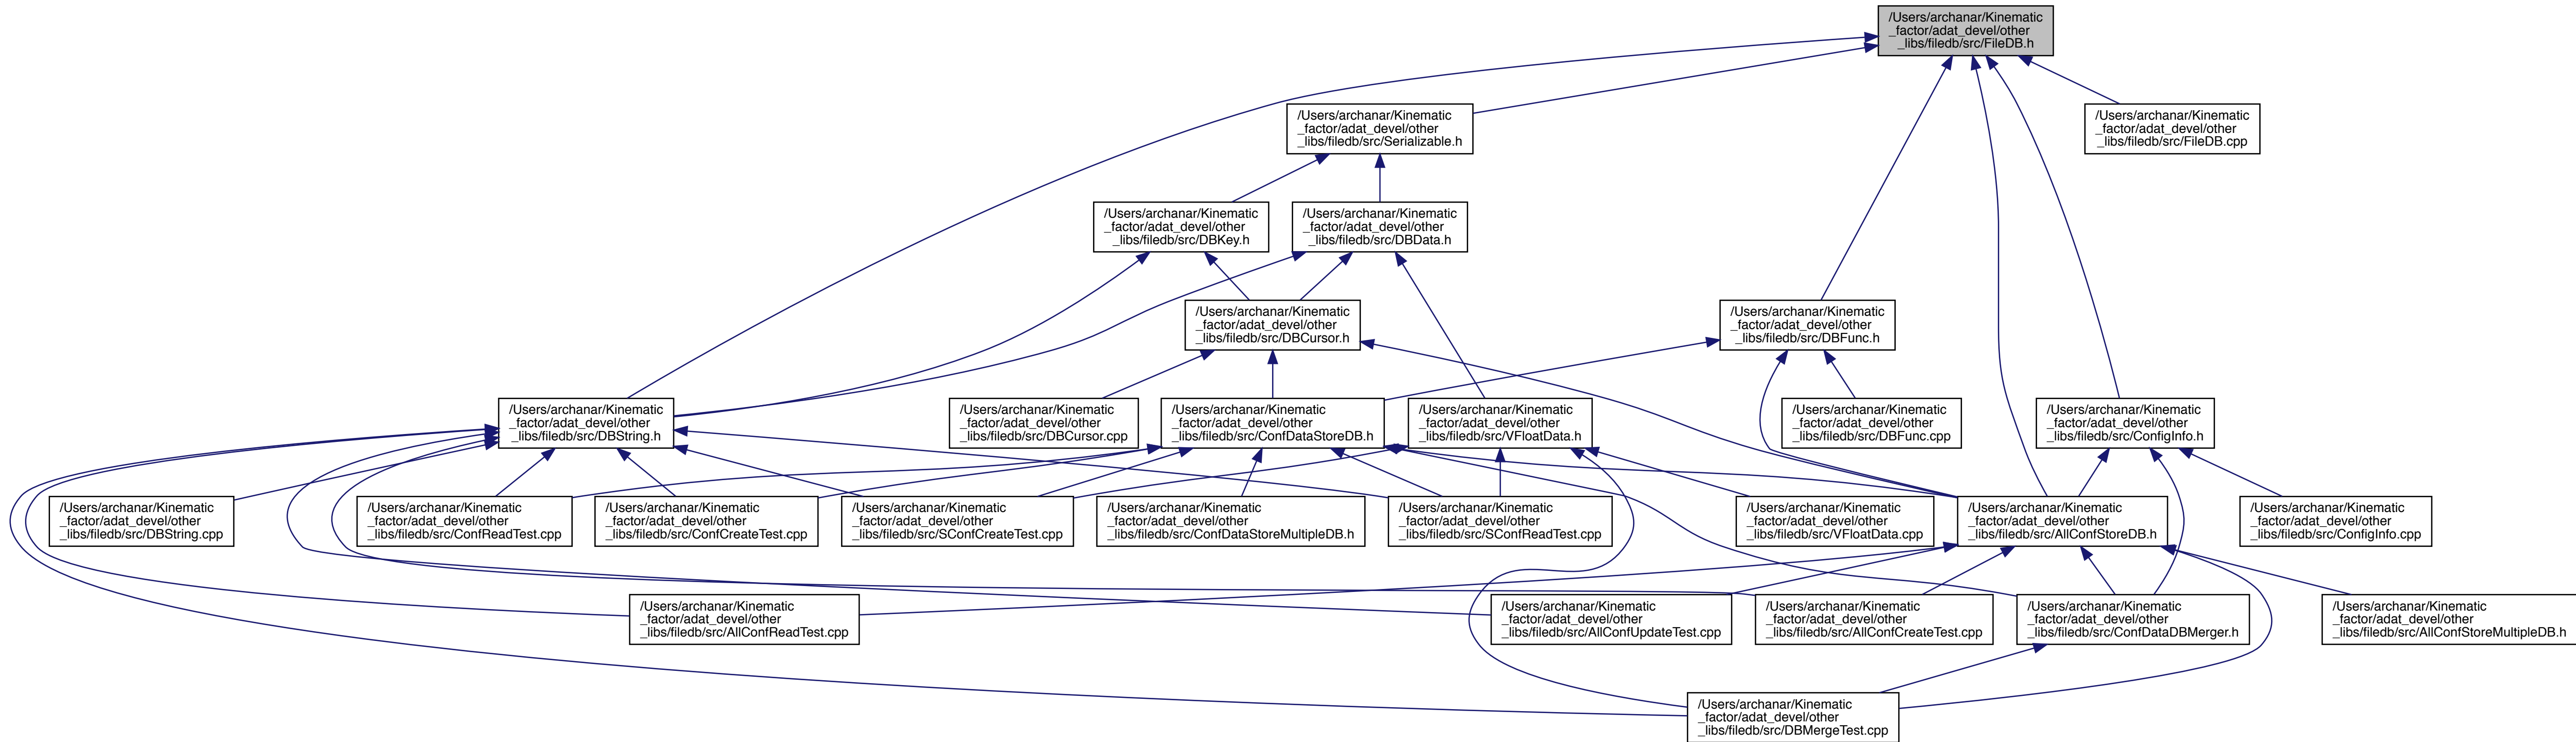 /Users/archanar/Kinematic
_factor/adat_devel/other
_libs/filedb/src/FileDB.h
/Users/archanar/Kinematic
_factor/adat_devel/other
_libs/filedb/src/Serializable.h
/Users/archanar/Kinematic
_factor/adat_devel/other
_libs/filedb/src/FileDB.cpp
/Users/archanar/Kinematic
_factor/adat_devel/other
_libs/filedb/src/DBKey.h
/Users/archanar/Kinematic
_factor/adat_devel/other
_libs/filedb/src/DBData.h
/Users/archanar/Kinematic
_factor/adat_devel/other
_libs/filedb/src/DBCursor.h
/Users/archanar/Kinematic
_factor/adat_devel/other
_libs/filedb/src/DBFunc.h
/Users/archanar/Kinematic
_factor/adat_devel/other
_libs/filedb/src/DBString.h
/Users/archanar/Kinematic
_factor/adat_devel/other
_libs/filedb/src/DBCursor.cpp
/Users/archanar/Kinematic
_factor/adat_devel/other
_libs/filedb/src/ConfDataStoreDB.h
/Users/archanar/Kinematic
_factor/adat_devel/other
_libs/filedb/src/VFloatData.h
/Users/archanar/Kinematic
_factor/adat_devel/other
_libs/filedb/src/DBFunc.cpp
/Users/archanar/Kinematic
_factor/adat_devel/other
_libs/filedb/src/ConfigInfo.h
/Users/archanar/Kinematic
_factor/adat_devel/other
_libs/filedb/src/DBString.cpp
/Users/archanar/Kinematic
_factor/adat_devel/other
_libs/filedb/src/ConfReadTest.cpp
/Users/archanar/Kinematic
_factor/adat_devel/other
_libs/filedb/src/ConfCreateTest.cpp
/Users/archanar/Kinematic
_factor/adat_devel/other
_libs/filedb/src/SConfCreateTest.cpp
/Users/archanar/Kinematic
_factor/adat_devel/other
_libs/filedb/src/ConfDataStoreMultipleDB.h
/Users/archanar/Kinematic
_factor/adat_devel/other
_libs/filedb/src/SConfReadTest.cpp
/Users/archanar/Kinematic
_factor/adat_devel/other
_libs/filedb/src/VFloatData.cpp
/Users/archanar/Kinematic
_factor/adat_devel/other
_libs/filedb/src/AllConfStoreDB.h
/Users/archanar/Kinematic
_factor/adat_devel/other
_libs/filedb/src/ConfigInfo.cpp
/Users/archanar/Kinematic
_factor/adat_devel/other
_libs/filedb/src/AllConfReadTest.cpp
/Users/archanar/Kinematic
_factor/adat_devel/other
_libs/filedb/src/AllConfUpdateTest.cpp
/Users/archanar/Kinematic
_factor/adat_devel/other
_libs/filedb/src/AllConfCreateTest.cpp
/Users/archanar/Kinematic
_factor/adat_devel/other
_libs/filedb/src/ConfDataDBMerger.h
/Users/archanar/Kinematic
_factor/adat_devel/other
_libs/filedb/src/AllConfStoreMultipleDB.h
/Users/archanar/Kinematic
_factor/adat_devel/other
_libs/filedb/src/DBMergeTest.cpp